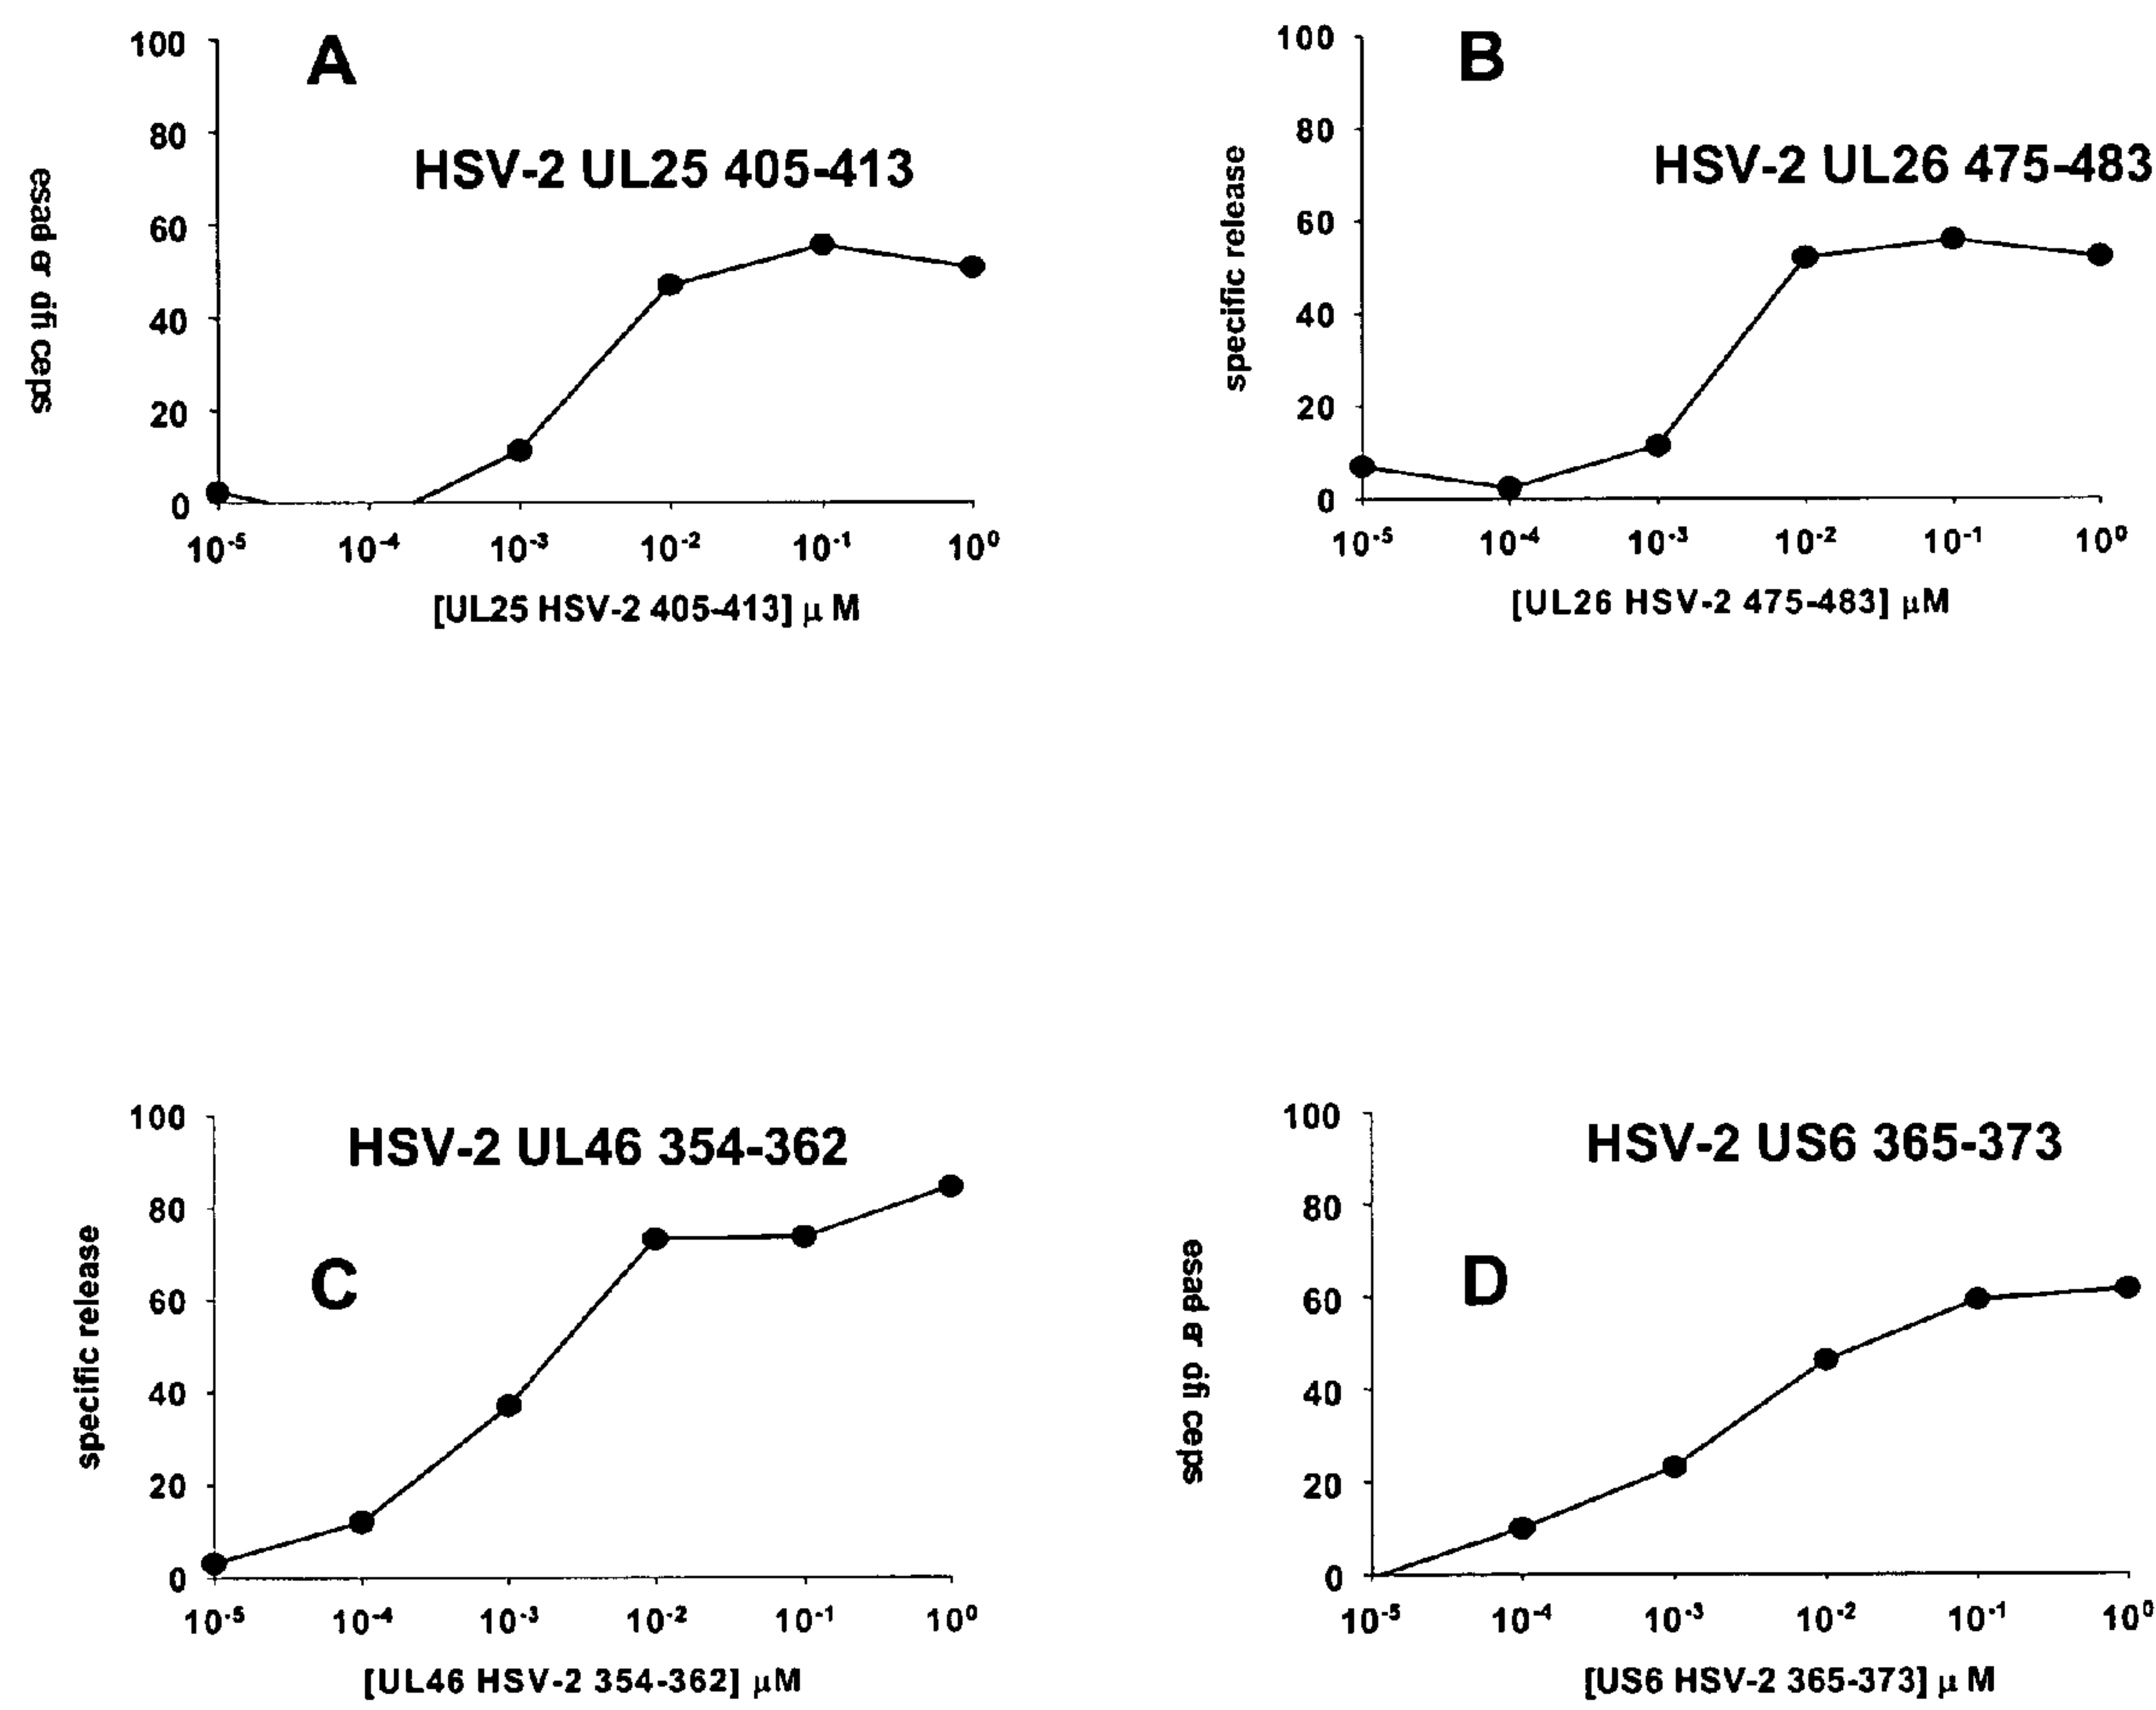 A
HSV-2 UL25 405-413
esad er ifi ceps
100
80
60
40
20
0
10-5 10-4 10-3 10-2 10-1 100
[UL25 HSV-2 405-413] μ M
B
HSV-2 UL26 475-483
specific release
100
80
60
40
20
0
10-5 10-4 10-3 10-2 10-1 100
[UL26 HSV-2 475-483] μM
HSV-2 UL46 354-362
C
specific release
100
80
60
40
20
0
10-5 10-4 10-3 10-2 10-1 100
[UL46 HSV-2 354-362] μM
HSV-2 US6 365-373
D
esad er ifi ceps
100
80
60
40
20
0
10-5 10-4 10-3 10-2 10-1 100
[US6 HSV-2 365-373] μ M